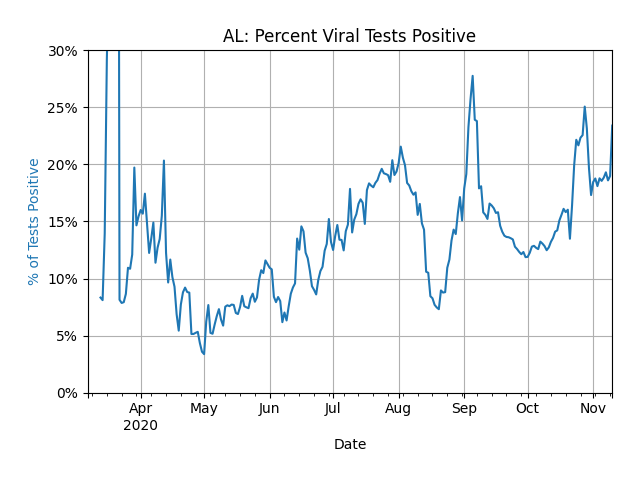 AL: Percent Viral Tests Positive
30%
25%
20%
15%
10%
5%
0%
% of Tests Positive
Apr May Jun Jul Aug Sep Oct Nov
2020
Date